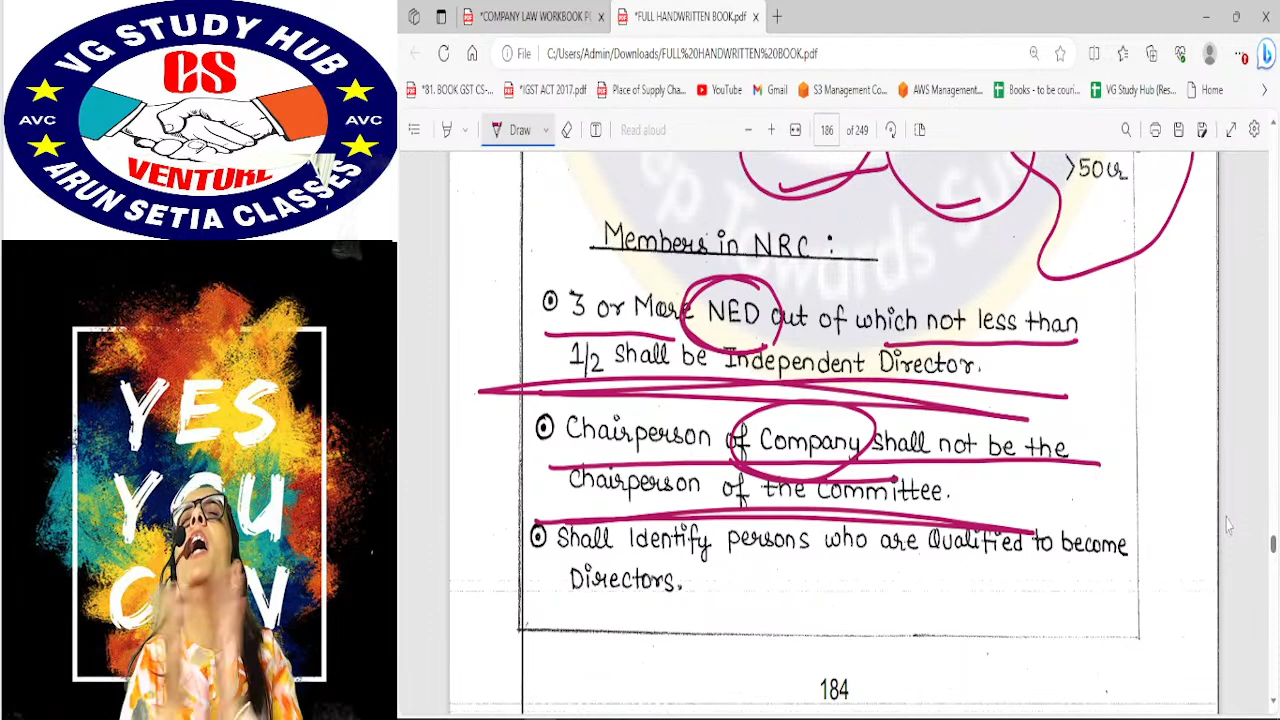 VG STUDY HUB
CS
AVC
AVC
VENTURE
ARUN SETIA CLASSES
YES
YOU
*COMPANY LAW WORKBOOK P
*FULL HANDWRITTEN BOOK.pdf
File
C:/Users/Admin/Downloads/FULL%20HANDWRITTEN%20BOOK.pdf
*IGST ACT 2017.pdf
Place of Supply Cha...
YouTube
Gmail
S3 Management Co...
AWS Management...
Books - to be couri...
VG Study Hub (Re...
Home
Draw
Read aloud
186
of 249
>50cr
Members in NRC :
3 or More NED out of which not less than
1/2 shall be Independent Director.
Chairperson of Company shall not be the
Chairperson of the Committee.
Shall Identify persons who are Qualified to become
Directors.
184